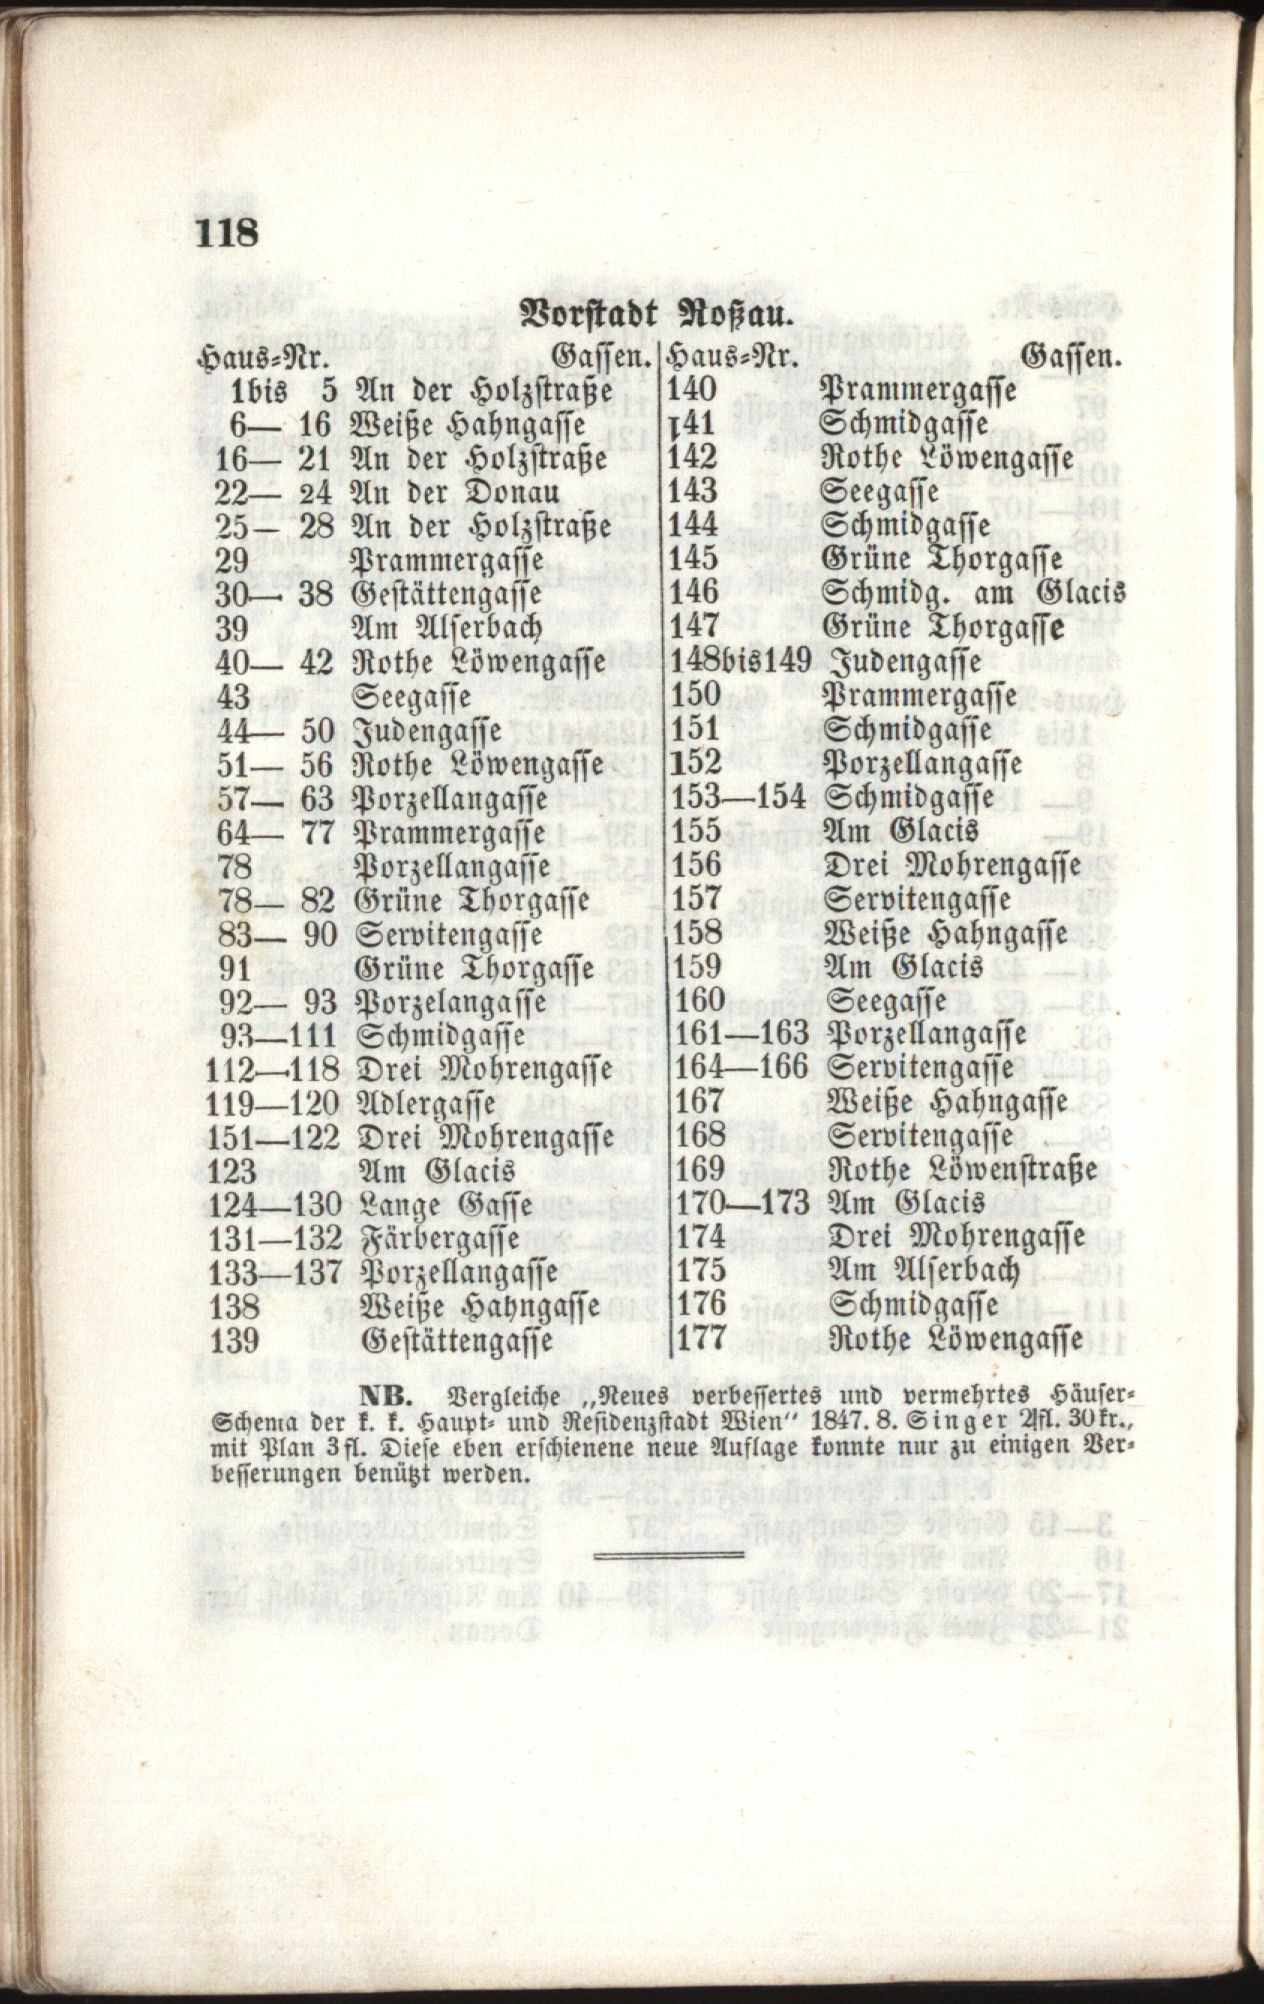 118
Vorstadt Roßau.
Haus-Nr. Gassen.
1bis 5 An der Holzstraße
6— 16 Weiße Hahngasse
16— 21 An der Holzstraße
22— 24 An der Donau
25— 28 An der Holzstraße
29 Prammergasse
30— 38 Gestättengasse
39 Am Alserbach
40— 42 Rothe Löwengasse
43 Seegasse
44— 50 Judengasse
51— 56 Rothe Löwengasse
57— 63 Porzellangasse
64— 77 Prammergasse
78 Porzellangasse
78— 82 Grüne Thorgasse
83— 90 Servitengasse
91 Grüne Thorgasse
92— 93 Porzelangasse
93—111 Schmidgasse
112—118 Drei Mohrengasse
119—120 Adlergasse
151—122 Drei Mohrengasse
123 Am Glacis
124—130 Lange Gasse
131—132 Färbergasse
133—137 Porzellangasse
138 Weiße Hahngasse
139 Gestättengasse
Haus-Nr. Gassen.
140 Prammergasse
141 Schmidgasse
142 Rothe Löwengasse
143 Seegasse
144 Schmidgasse
145 Grüne Thorgasse
146 Schmidg. am Glacis
147 Grüne Thorgasse
148bis149 Judengasse
150 Prammergasse
151 Schmidgasse
152 Porzellangasse
153—154 Schmidgasse
155 Am Glacis
156 Drei Mohrengasse
157 Servitengasse
158 Weiße Hahngasse
159 Am Glacis
160 Seegasse
161—163 Porzellangasse
164—166 Servitengasse
167 Weiße Hahngasse
168 Servitengasse
169 Rothe Löwenstraße
170—173 Am Glacis
174 Drei Mohrengasse
175 Am Alserbach
176 Schmidgasse
177 Rothe Löwengasse
NB. Vergleiche „Neues verbessertes und vermehrtes Häuser-
Schema der k. k. Haupt- und Residenzstadt Wien" 1847. 8. Singer 2fl. 30 kr.,
mit Plan 3 fl. Diese eben erschienene neue Auflage konnte nur zu einigen Ver-
besserungen benützt werden.